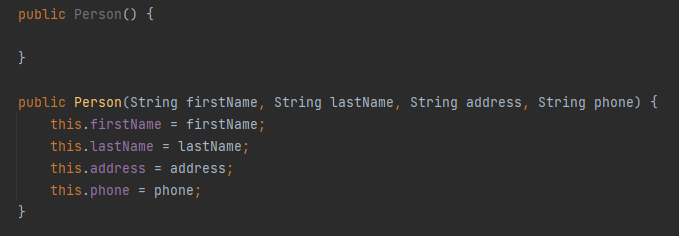 public Person() {
}
public Person(String firstName, String lastName, String address, String phone) {
this.firstName = firstName;
this.lastName = lastName;
this.address = address;
this.phone = phone;
}